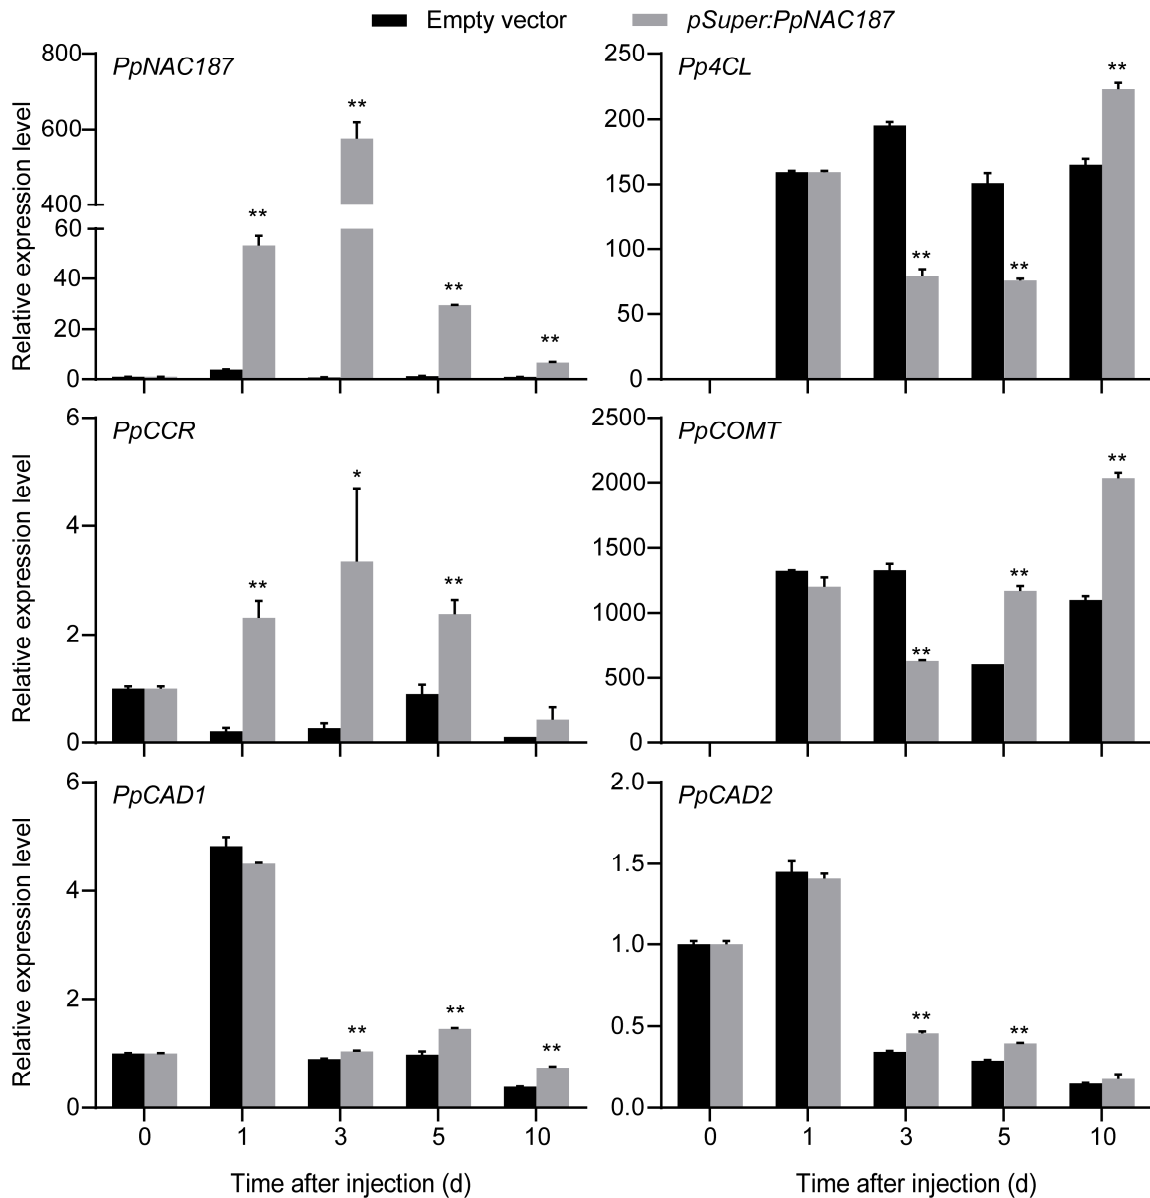 Empty vector pSuper:PpNAC187
PpNAC187
Relative expression level
800
600
400
60
40
20
0
** ** ** **
Pp4CL
250
200
150
100
50
0
** ** **
PpCCR
Relative expression level
6
4
2
0
** * **
PpCOMT
2500
2000
1500
1000
500
0
** ** **
PpCAD1
Relative expression level
6
4
2
0
** ** **
0 1 3 5 10
Time after injection (d)
PpCAD2
2.0
1.5
1.0
0.5
0.0
** **
0 1 3 5 10
Time after injection (d)